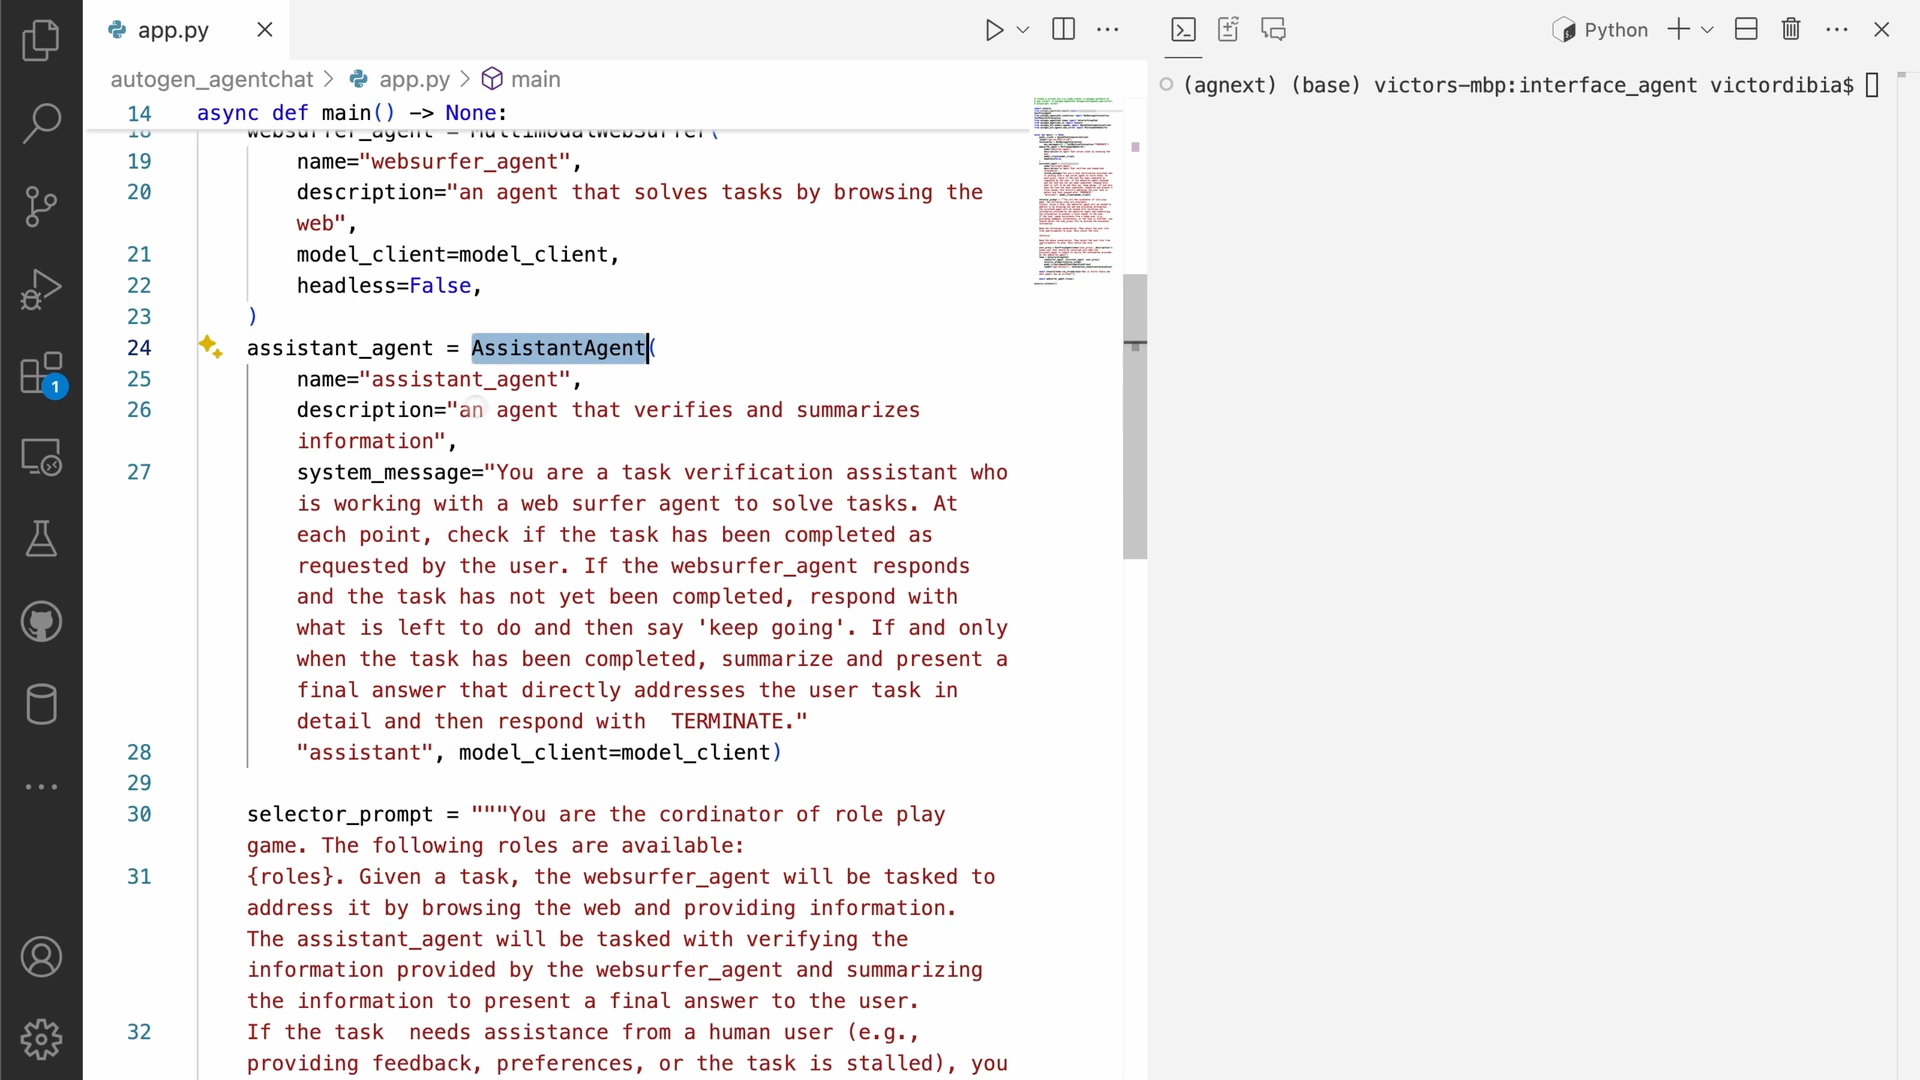 app.py
Python
autogen_agentchat > app.py > main
14 async def main() -> None:
18 websurfer_agent = MultimodalWebSurfer(
19 name="websurfer_agent",
20 description="an agent that solves tasks by browsing the
web",
21 model_client=model_client,
22 headless=False,
23 )
24 assistant_agent = AssistantAgent(
25 name="assistant_agent",
26 description="an agent that verifies and summarizes
information",
27 system_message="You are a task verification assistant who
is working with a web surfer agent to solve tasks. At
each point, check if the task has been completed as
requested by the user. If the websurfer_agent responds
and the task has not yet been completed, respond with
what is left to do and then say 'keep going'. If and only
when the task has been completed, summarize and present a
final answer that directly addresses the user task in
detail and then respond with  TERMINATE."
28 "assistant", model_client=model_client)
29
30 selector_prompt = """You are the cordinator of role play
game. The following roles are available:
31 {roles}. Given a task, the websurfer_agent will be tasked to
address it by browsing the web and providing information.
The assistant_agent will be tasked with verifying the
information provided by the websurfer_agent and summarizing
the information to present a final answer to the user.
32 If the task  needs assistance from a human user (e.g.,
providing feedback, preferences, or the task is stalled), you
(agnext) (base) victors-mbp:interface_agent victordibia$
1